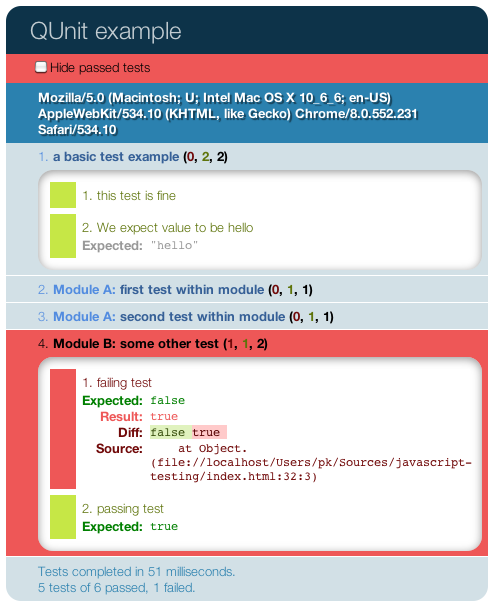 QUnit example
Hide passed tests
Mozilla/5.0 (Macintosh; U; Intel Mac OS X 10_6_6; en-US)
AppleWebKit/534.10 (KHTML, like Gecko) Chrome/8.0.552.231
Safari/534.10
1. a basic test example (0, 2, 2)
1. this test is fine
2. We expect value to be hello
Expected: "hello"
2. Module A: first test within module (0, 1, 1)
3. Module A: second test within module (0, 1, 1)
4. Module B: some other test (1, 1, 2)
1. failing test
Expected: false
Result: true
Diff: false true
Source: at Object.
(file://localhost/Users/pk/Sources/javascript-
testing/index.html:32:3)
2. passing test
Expected: true
Tests completed in 51 milliseconds.
5 tests of 6 passed, 1 failed.